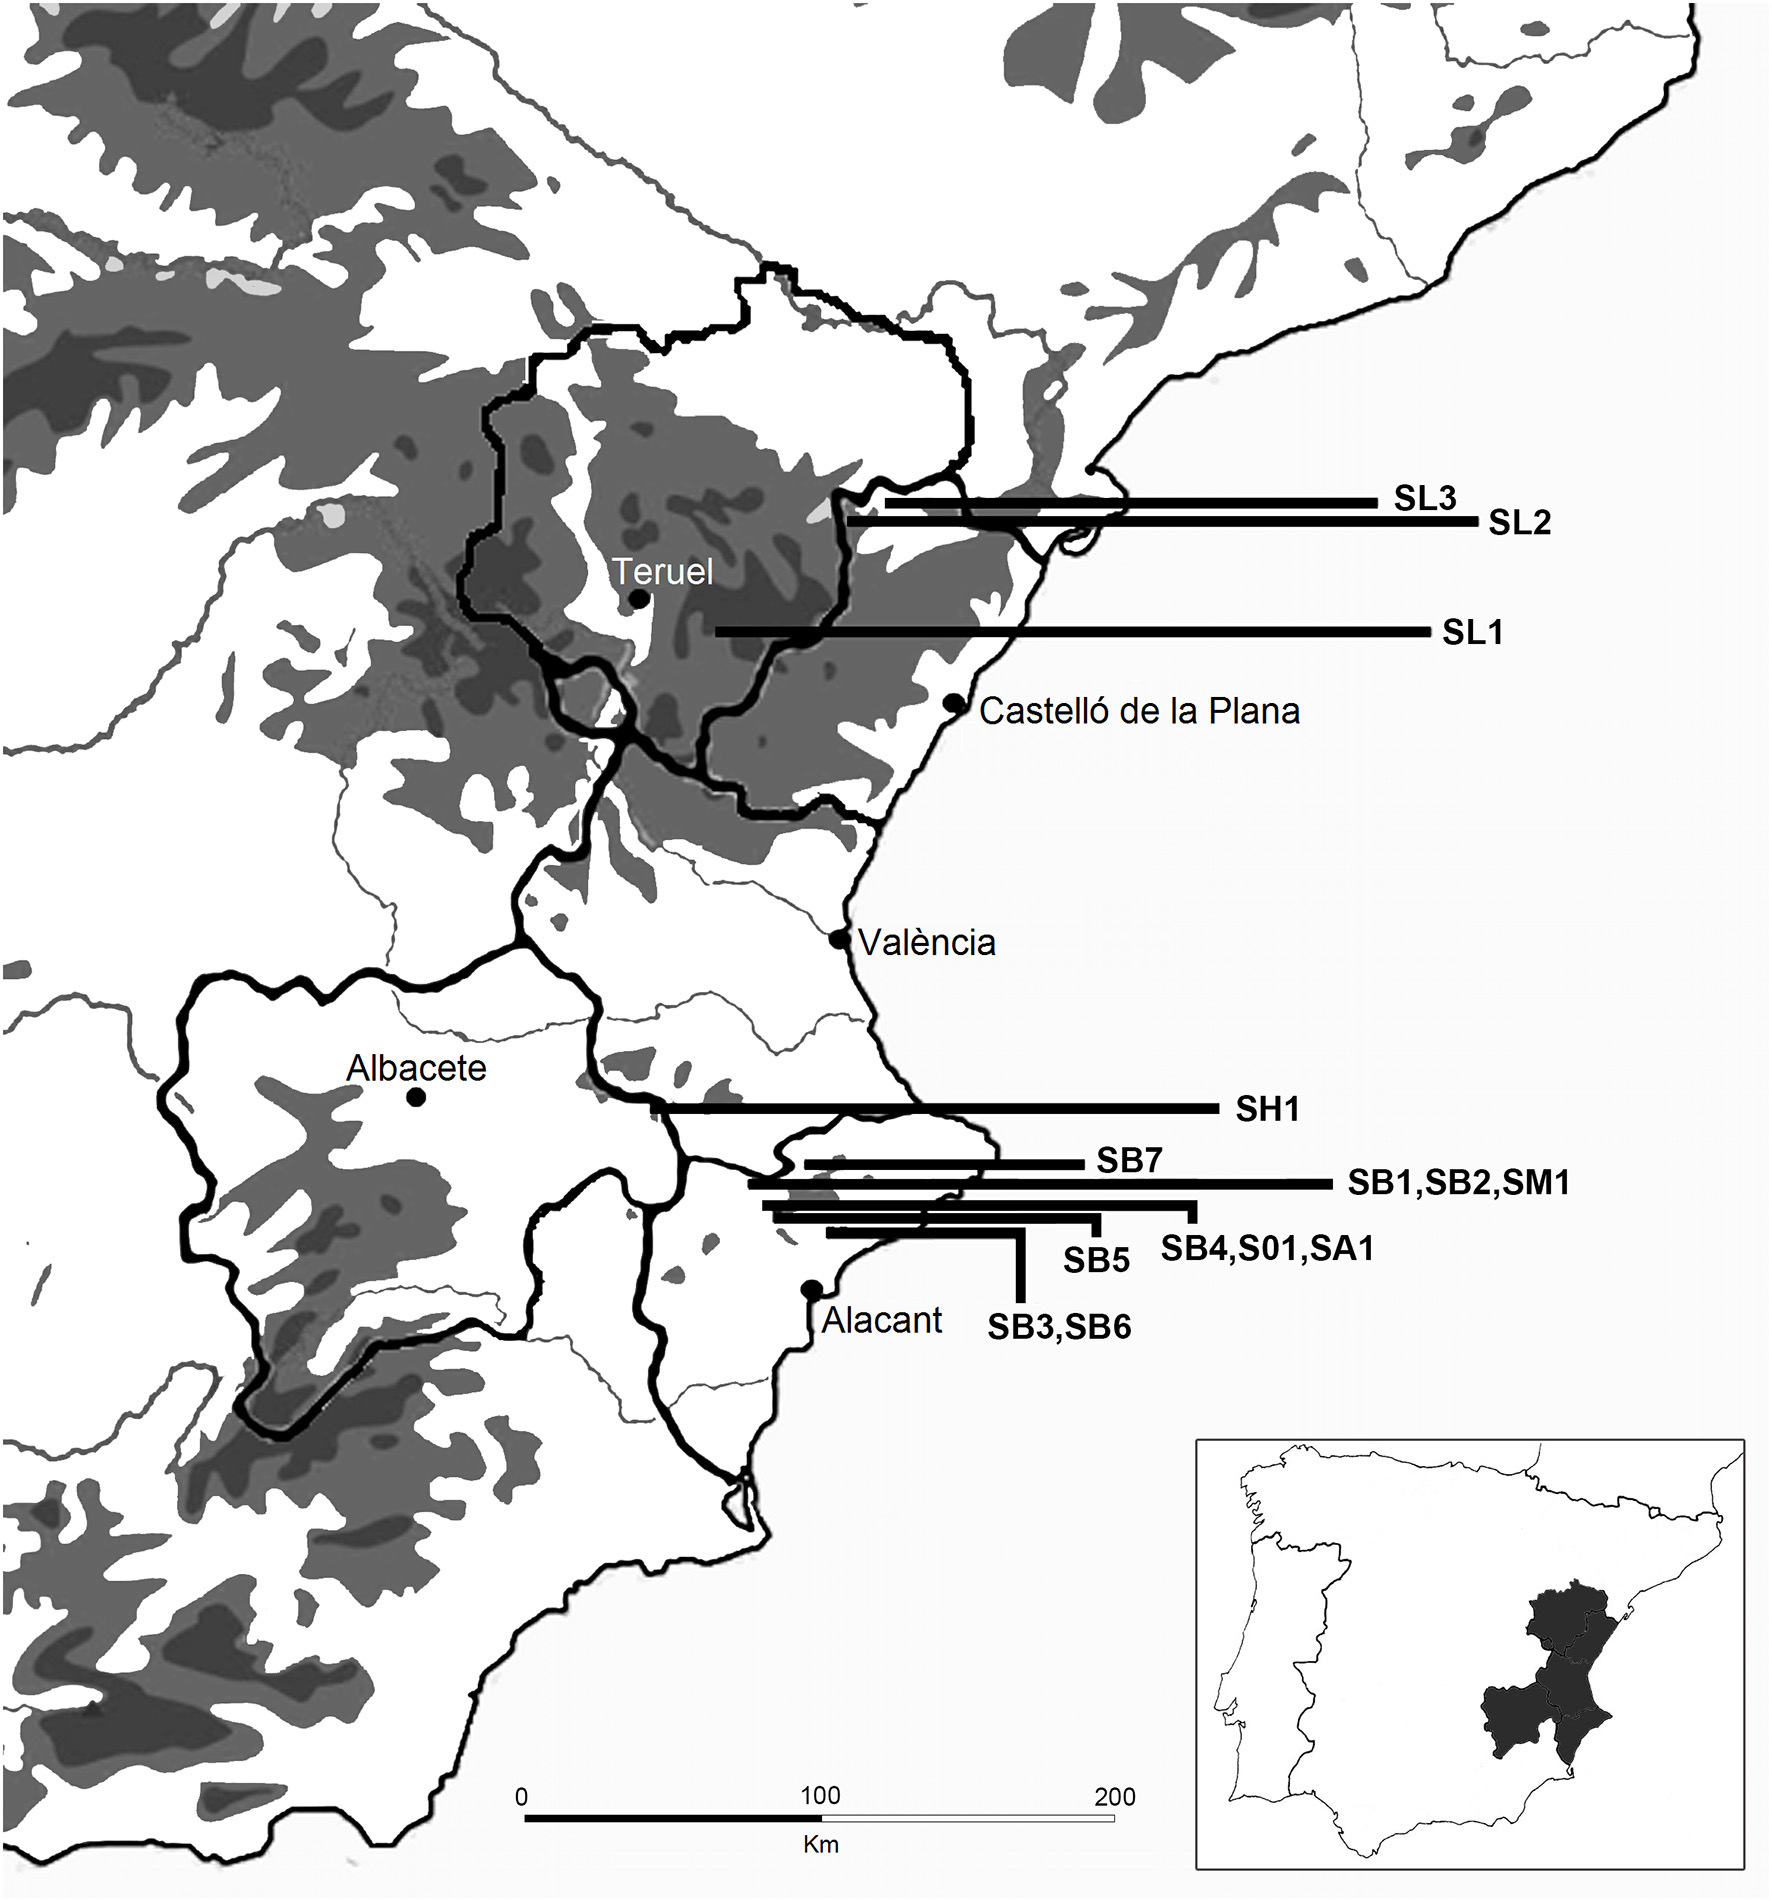 SL3
SL2
Teruel
SL1
Castelló de la Plana
València
Albacete
SH1
SB7
SB1,SB2,SM1
SB4,S01,SA1
SB5
Alacant
SB3,SB6
0 100 200
Km